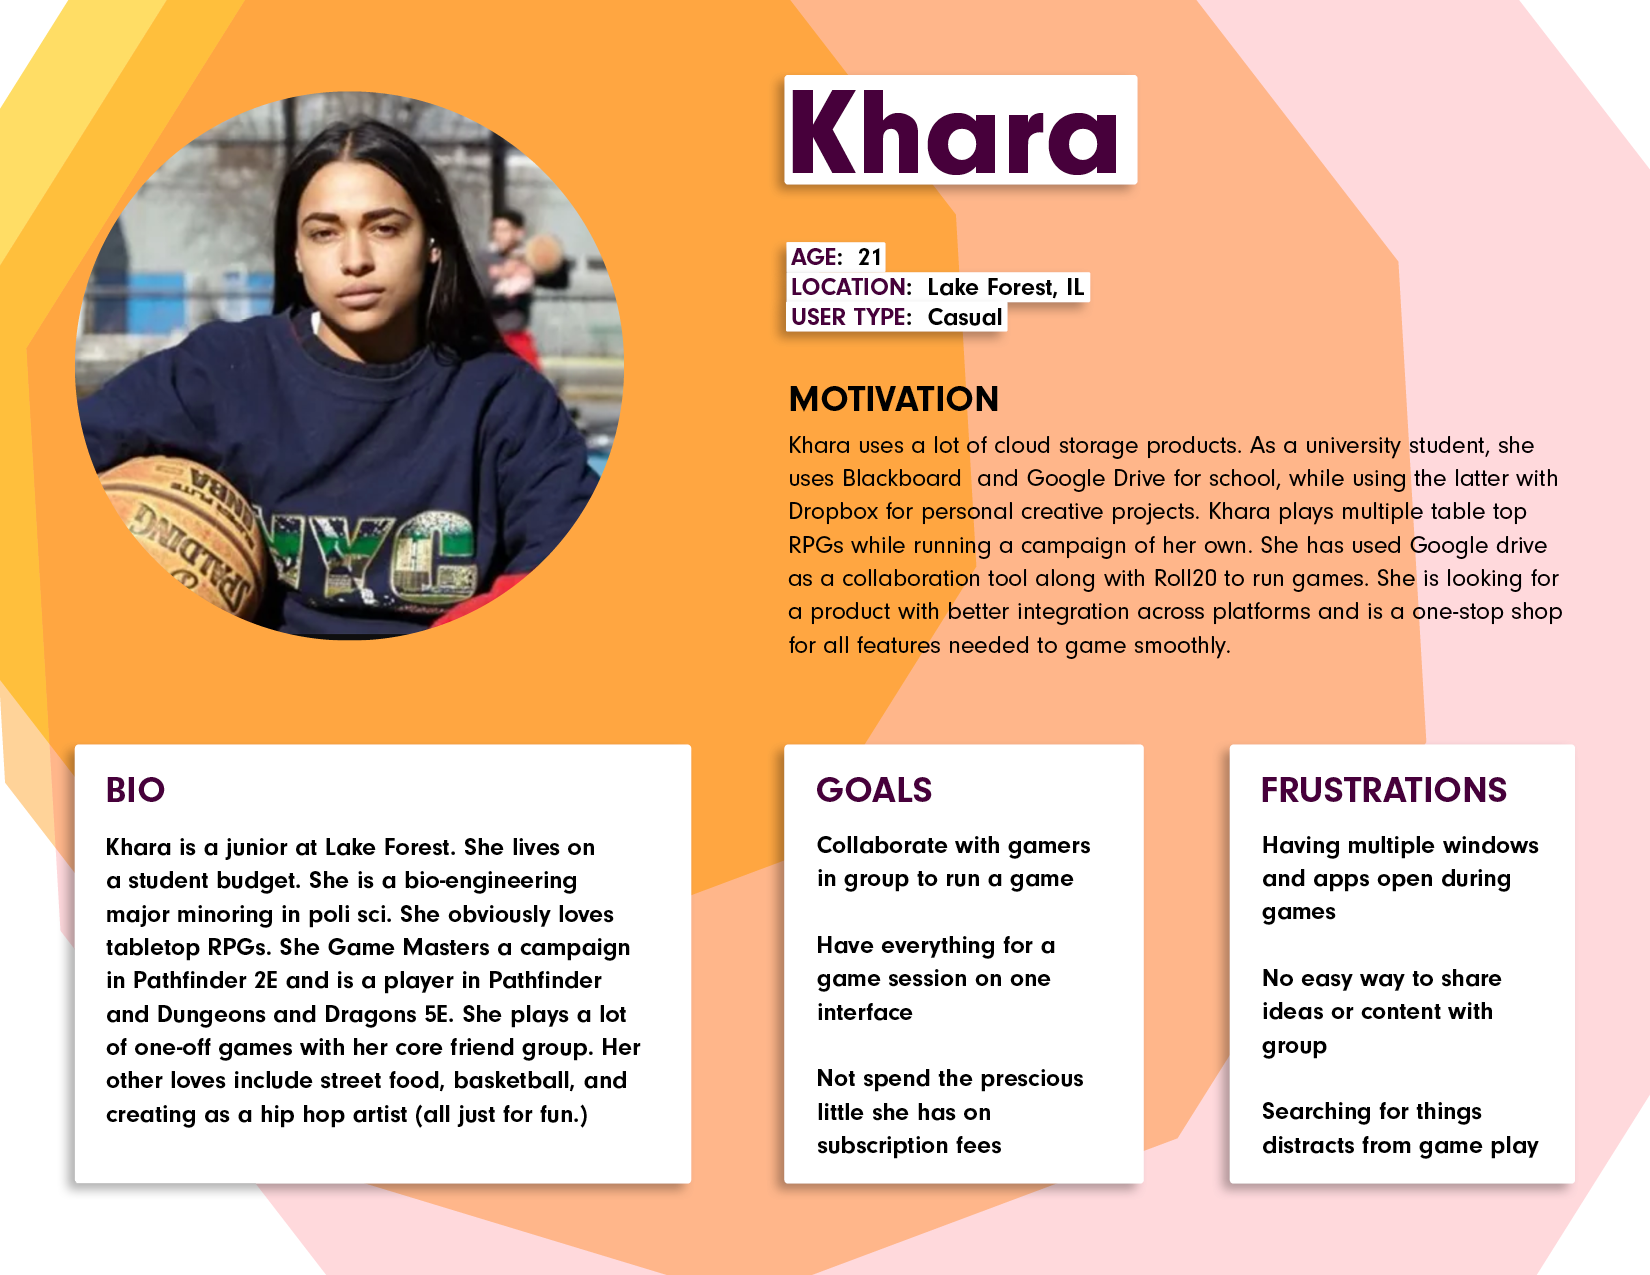 Khara
AGE: 21
LOCATION: Lake Forest, IL
USER TYPE: Casual
MOTIVATION
Khara uses a lot of cloud storage products. As a university student, she
uses Blackboard  and Google Drive for school, while using the latter with
Dropbox for personal creative projects. Khara plays multiple table top
RPGs while running a campaign of her own. She has used Google drive
as a collaboration tool along with Roll20 to run games. She is looking for
a product with better integration across platforms and is a one-stop shop
for all features needed to game smoothly.
NYC
SPALDING
BIO
Khara is a junior at Lake Forest. She lives on
a student budget. She is a bio-engineering
major minoring in poli sci. She obviously loves
tabletop RPGs. She Game Masters a campaign
in Pathfinder 2E and is a player in Pathfinder
and Dungeons and Dragons 5E. She plays a lot
of one-off games with her core friend group. Her
other loves include street food, basketball, and
creating as a hip hop artist (all just for fun.)
GOALS
Collaborate with gamers
in group to run a game
Have everything for a
game session on one
interface
Not spend the prescious
little she has on
subscription fees
FRUSTRATIONS
Having multiple windows
and apps open during
games
No easy way to share
ideas or content with
group
Searching for things
distracts from game play